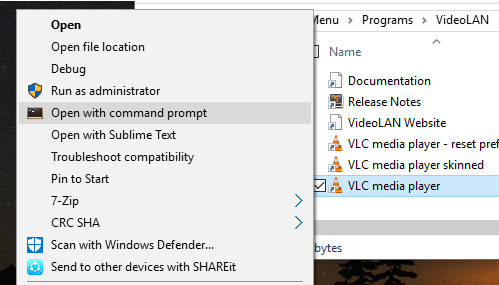 Open
Open file location
Debug
Run as administrator
Open with command prompt
Open with Sublime Text
Troubleshoot compatibility
Pin to Start
7-Zip
CRC SHA
Scan with Windows Defender...
Send to other devices with SHAREit
Menu > Programs > VideoLAN
Name
Documentation
Release Notes
VideoLAN Website
VLC media player - reset pref
VLC media player skinned
VLC media player
bytes